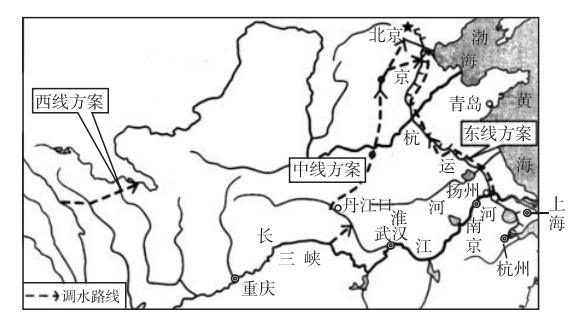 北京
渤海
京杭运河
青岛
黄海
西线方案
中线方案
东线方案
丹江口
扬州
淮河
河
上海
南京
武汉
长江
三峡
杭州
重庆
调水路线